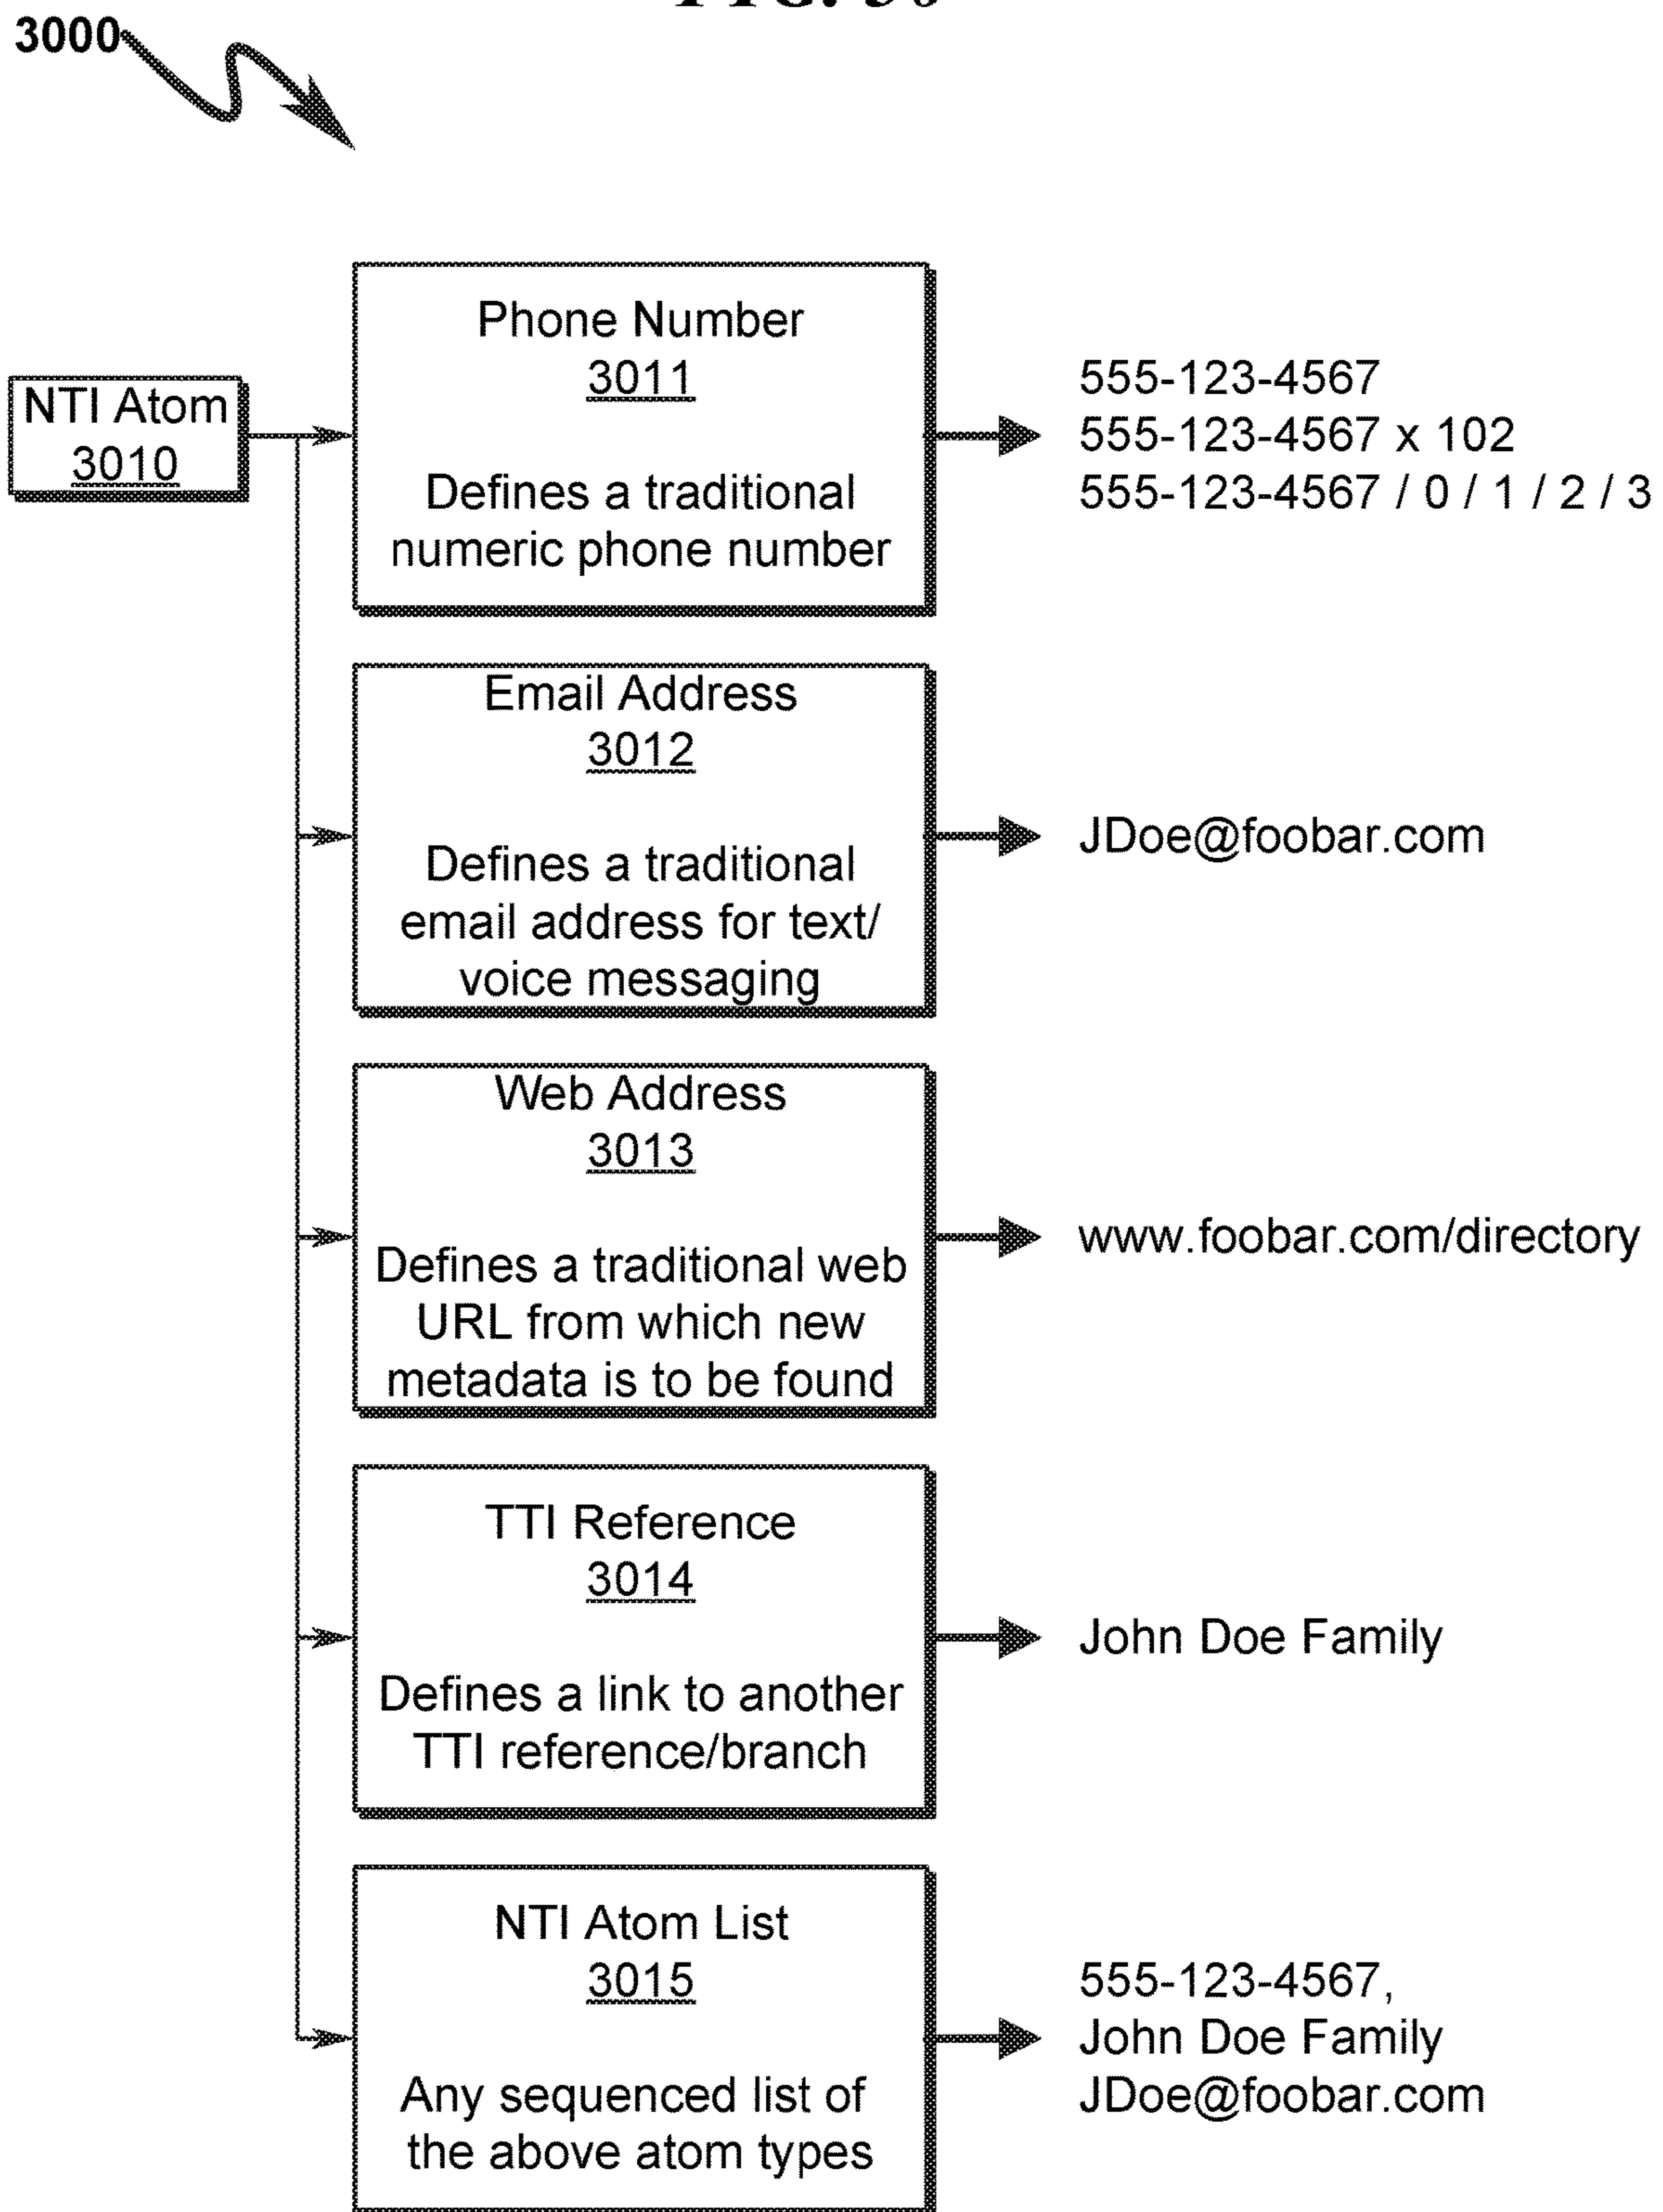 FIG. 30
3000
NTI Atom
3010
Phone Number
3011
Defines a traditional
numeric phone number
555-123-4567
555-123-4567 x 102
555-123-4567 / 0 / 1 / 2 / 3
Email Address
3012
Defines a traditional
email address for text/
voice messaging
JDoe@foobar.com
Web Address
3013
Defines a traditional web
URL from which new
metadata is to be found
www.foobar.com/directory
TTI Reference
3014
Defines a link to another
TTI reference/branch
John Doe Family
NTI Atom List
3015
Any sequenced list of
the above atom types
555-123-4567,
John Doe Family
JDoe@foobar.com